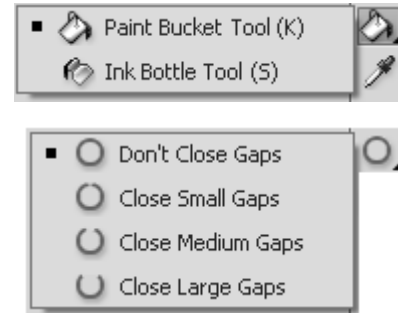 Paint Bucket Tool (K)
Ink Bottle Tool (S)
Don't Close Gaps
Close Small Gaps
Close Medium Gaps
Close Large Gaps